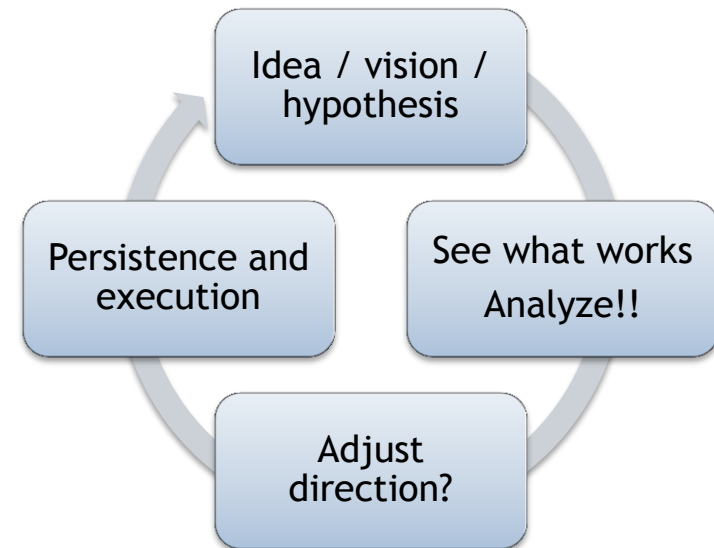 Idea / vision /
hypothesis
See what works
Analyze!!
Adjust
direction?
Persistence and
execution